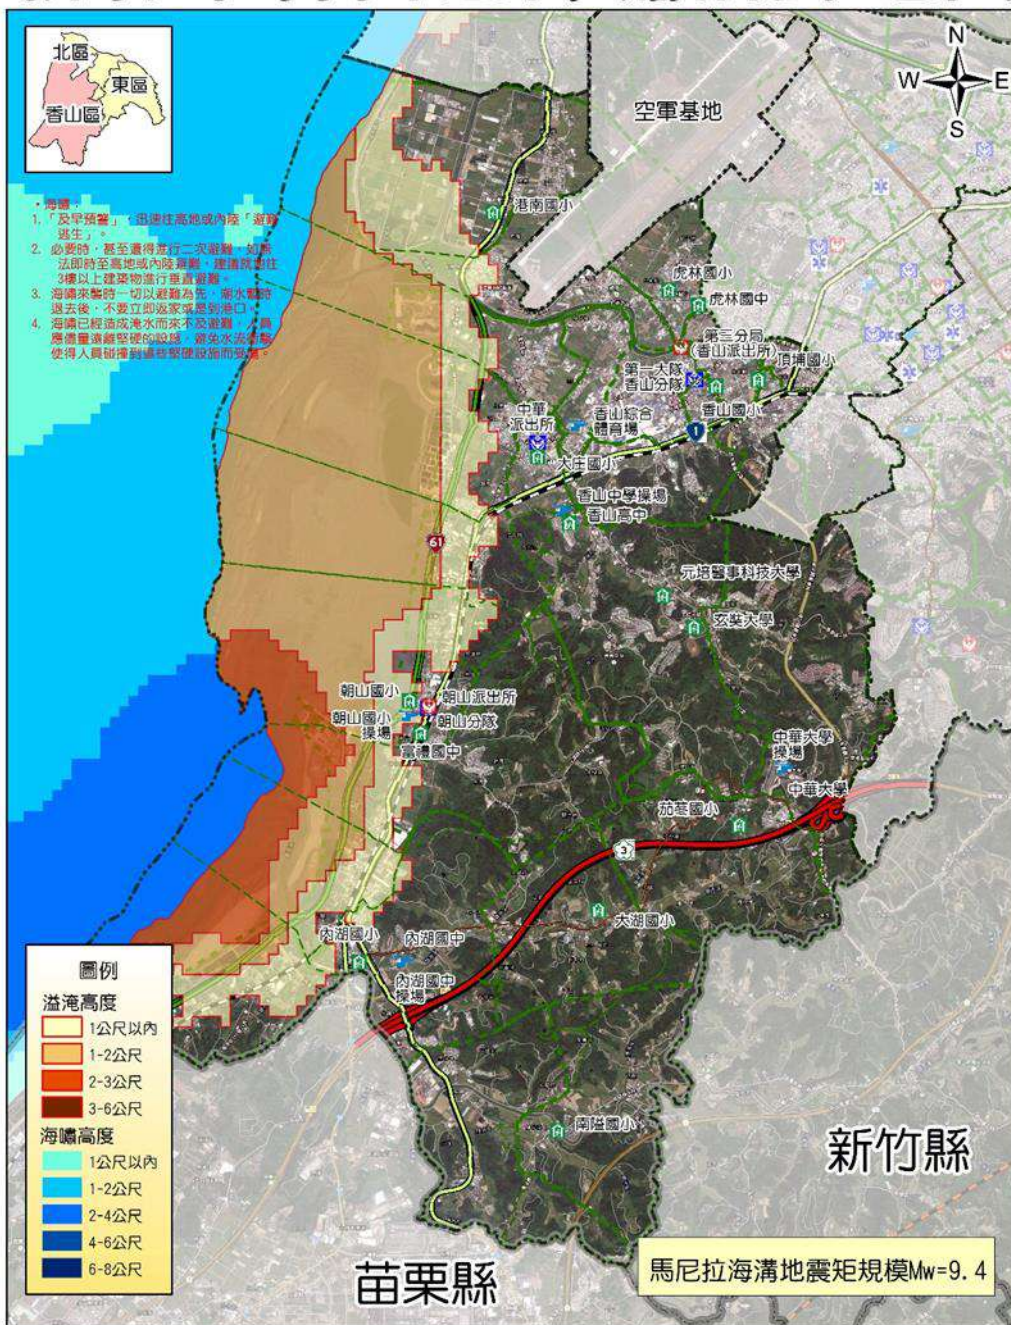 北區
東區
香山區
N
W
E
S
空軍基地
•海嘯：
1.「及早預警」，迅速往高地或內陸「避難
逃生」。
2. 必要時，甚至還得進行二次避難，如無
法即時至高地或內陸避難，建議就近往
3樓以上建築物進行垂直避難。
3. 海嘯來襲時一切以避難為先，潮水暫時
退去後，不要立即返家或是到港口。
4. 海嘯已經造成淹水而來不及避難，人員
應儘量遠離堅硬的設施，避免水流衝擊
使得人員碰撞到這些堅硬設施而受傷。
港南國小
虎林國小
虎林國中
第三分局
(香山派出所)
頂埔國小
第一大隊
香山分隊
香山國小
1
中華
派出所
香山綜合
體育場
大庄國小
香山中學操場
香山高中
61
元培醫事科技大學
玄奘大學
朝山國小
朝山派出所
朝山國小
操場
朝山分隊
富禮國中
中華大學
操場
中華大學
茄苳國小
3
大湖國小
內湖國小
內湖國中
內湖國中
操場
南隘國小
新竹縣
苗栗縣
圖例
溢淹高度
1公尺以內
1-2公尺
2-3公尺
3-6公尺
海嘯高度
1公尺以內
1-2公尺
2-4公尺
4-6公尺
6-8公尺
馬尼拉海溝地震矩規模Mw=9.4